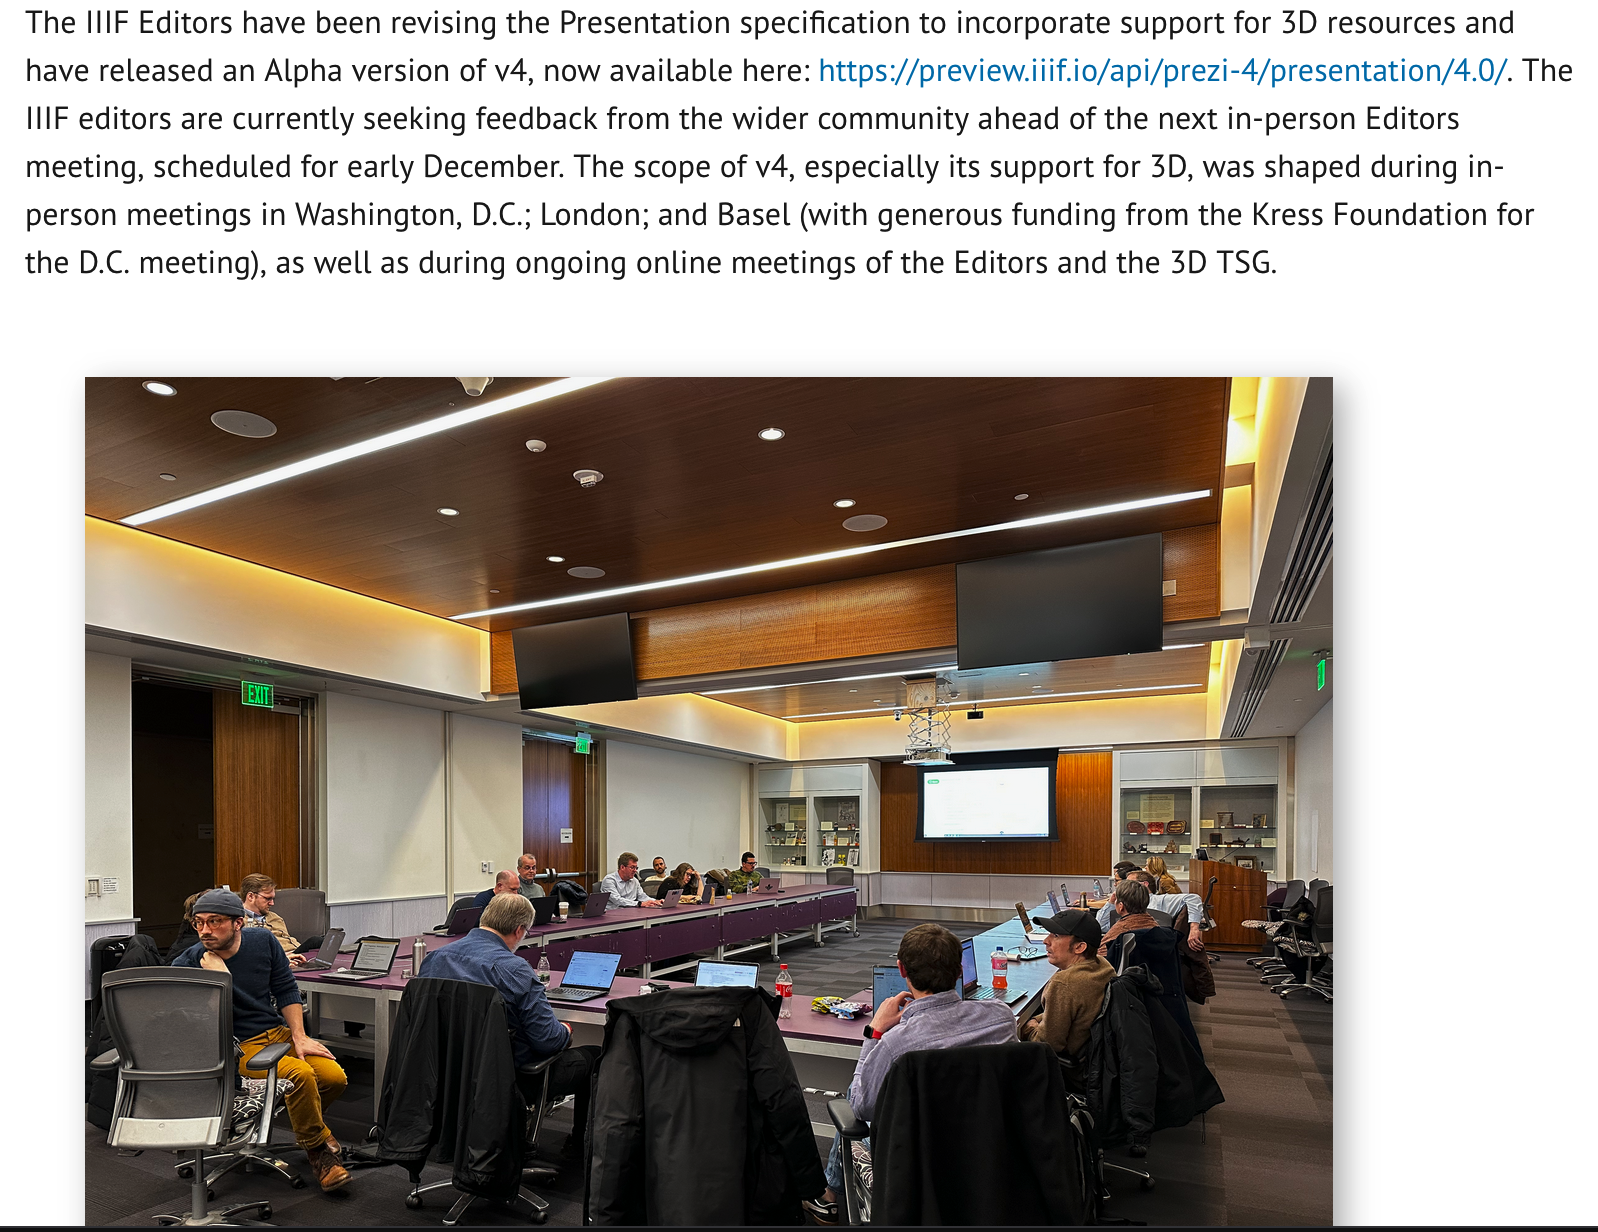 The IIIF Editors have been revising the Presentation specification to incorporate support for 3D resources and
have released an Alpha version of v4, now available here: https://preview.iiif.io/api/prezi-4/presentation/4.0/. The
IIIF editors are currently seeking feedback from the wider community ahead of the next in-person Editors
meeting, scheduled for early December. The scope of v4, especially its support for 3D, was shaped during in-
person meetings in Washington, D.C.; London; and Basel (with generous funding from the Kress Foundation for
the D.C. meeting), as well as during ongoing online meetings of the Editors and the 3D TSG.
EXIT